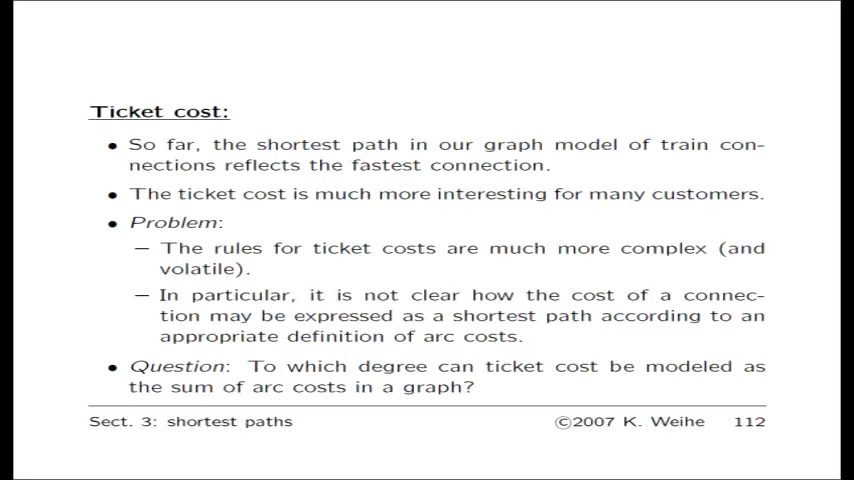 Ticket cost:
• So far, the shortest path in our graph model of train con-
nections reflects the fastest connection.
• The ticket cost is much more interesting for many customers.
• Problem:
– The rules for ticket costs are much more complex (and
volatile).
– In particular, it is not clear how the cost of a connec-
tion may be expressed as a shortest path according to an
appropriate definition of arc costs.
• Question: To which degree can ticket cost be modeled as
the sum of arc costs in a graph?
Sect. 3: shortest paths ©2007 K. Weihe 112